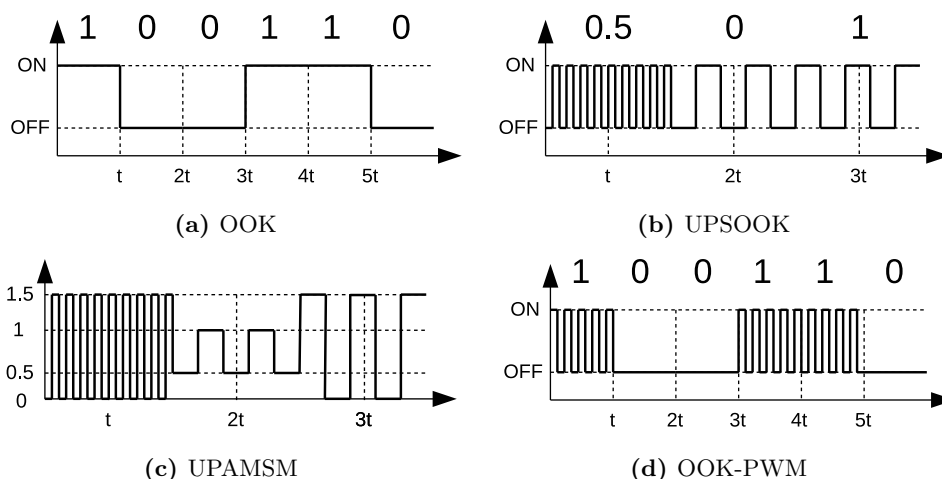 1 0 0 1 1 0
ON
OFF
t 2t 3t 4t 5t
(a) OOK
0.5 0 1
ON
OFF
t 2t 3t
(b) UPSOOK
1.5
1
0.5
0
t 2t 3t
(c) UPAMSM
1 0 0 1 1 0
ON
OFF
t 2t 3t 4t 5t
(d) OOK-PWM